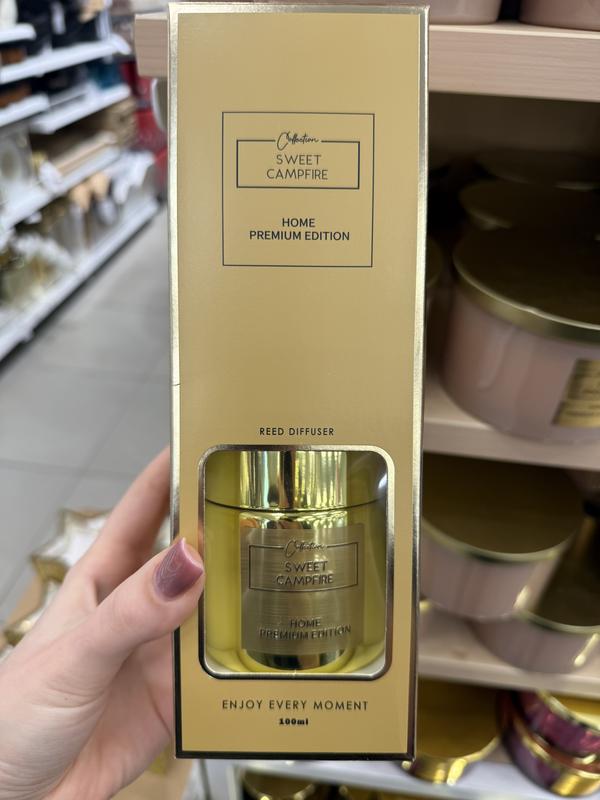 Collection
SWEET
CAMPFIRE
HOME
PREMIUM EDITION
REED DIFFUSER
Collection
SWEET
CAMPFIRE
HOME
PREMIUM EDITION
ENJOY EVERY MOMENT
100ml